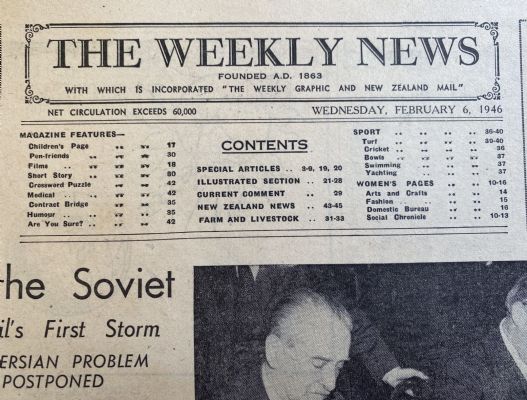 THE WEEKLY NEWS
FOUNDED A.D. 1863
WITH WHICH IS INCORPORATED "THE WEEKLY GRAPHIC AND NEW ZEALAND MAIL"
NET CIRCULATION EXCEEDS 60,000
WEDNESDAY, FEBRUARY 6, 1946
MAGAZINE FEATURES—
Children's Page .. .. 17
Pen-friends .. .. 30
Films .. .. .. 18
Short Story .. .. 60
Crossword Puzzle .. 42
Medical .. .. .. 42
Contract Bridge .. 35
Humour .. .. .. 35
Are You Sure? .. .. 42
CONTENTS
SPECIAL ARTICLES .. 3-9, 19, 20
ILLUSTRATED SECTION .. 21-28
CURRENT COMMENT .. .. 29
NEW ZEALAND NEWS .. 43-45
FARM AND LIVESTOCK .. 31-33
SPORT .. .. .. 36-40
Turf .. .. .. 39-40
Cricket .. .. .. 36
Bowls .. .. .. 37
Swimming .. .. 37
Yachting .. .. 37
WOMEN'S PAGES .. 10-16
Arts and Crafts .. 14
Fashion .. .. .. 15
Domestic Bureau .. 16
Social Chronicle .. 10-13
he Soviet
il's First Storm
ERSIAN PROBLEM
POSTPONED